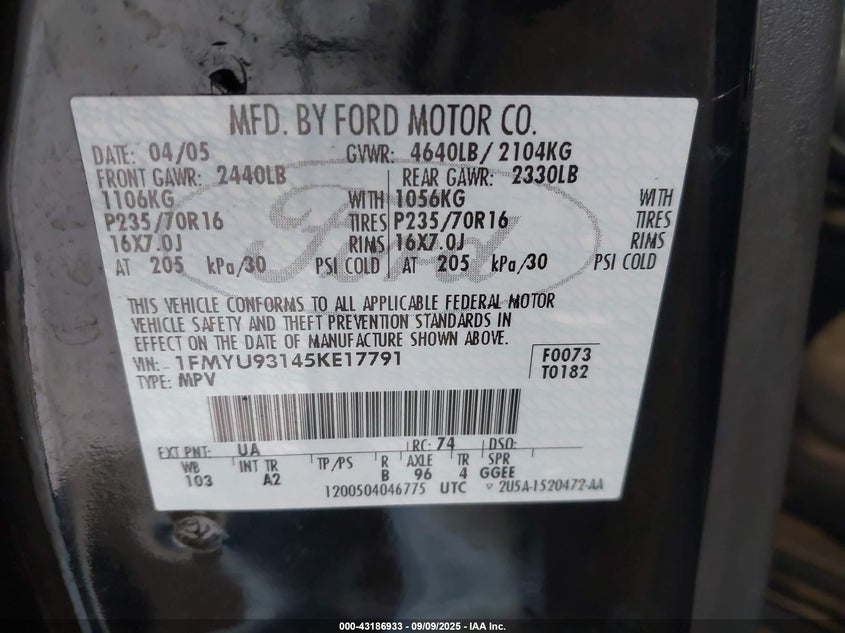 MFD. BY FORD MOTOR CO.
DATE: 04/05 GVWR: 4640LB/ 2104KG
FRONT GAWR: 2440LB REAR GAWR: 2330LB
1106KG WITH 1056KG WITH
P235/70R16 TIRES P235/70R16 TIRES
16X7.0J RIMS 16X7.0J RIMS
AT 205 kPa/30 PSI COLD AT 205 kPa/30 PSI COLD
Ford
THIS VEHICLE CONFORMS TO ALL APPLICABLE FEDERAL MOTOR
VEHICLE SAFETY AND THEFT PREVENTION STANDARDS IN
EFFECT ON THE DATE OF MANUFACTURE SHOWN ABOVE.
VIN: 1FMYU93145KE17791 F0073
TYPE: MPV T0182
EXT PNT: UA RC: 74 DSO:
WB INT TR TP/PS R AXLE TR SPR
103 A2 B 96 4 GGEE
1200504046775 UTC 2U5A-1520472-AA
000-43186933 - 09/09/2025 - IAA Inc.